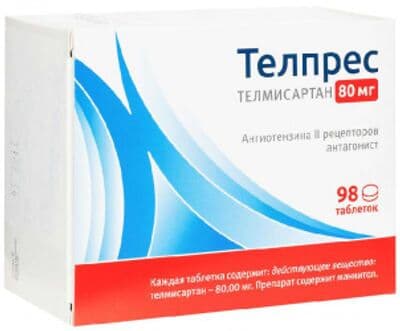 Телпрес
ТЕЛМИСАРТАН 80 мг
Ангиотензина II рецепторов
антагонист
98
таблеток
Каждая таблетка содержит: действующее вещество:
телмисартан – 80,00 мг. Препарат содержит маннитол.